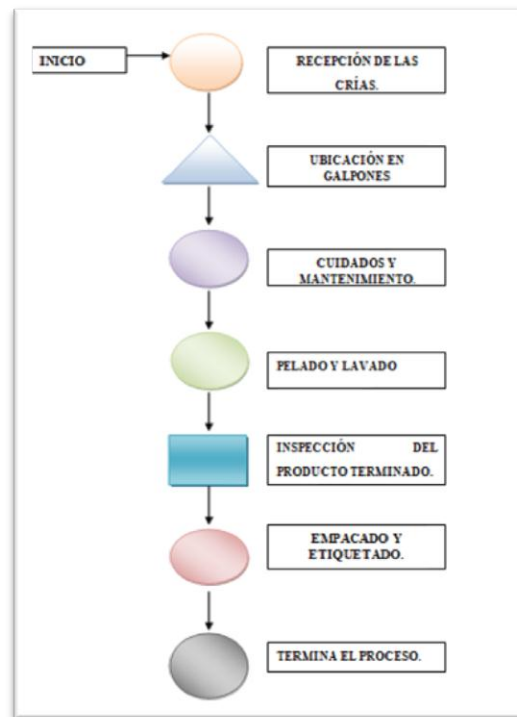 INICIO
RECEPCIÓN DE LAS
CRÍAS.
UBICACIÓN EN
GALPONES
CUIDADOS Y
MANTENIMIENTO.
PELADO Y LAVADO
INSPECCIÓN DEL
PRODUCTO TERMINADO.
EMPACADO Y
ETIQUETADO.
TERMINA EL PROCESO.